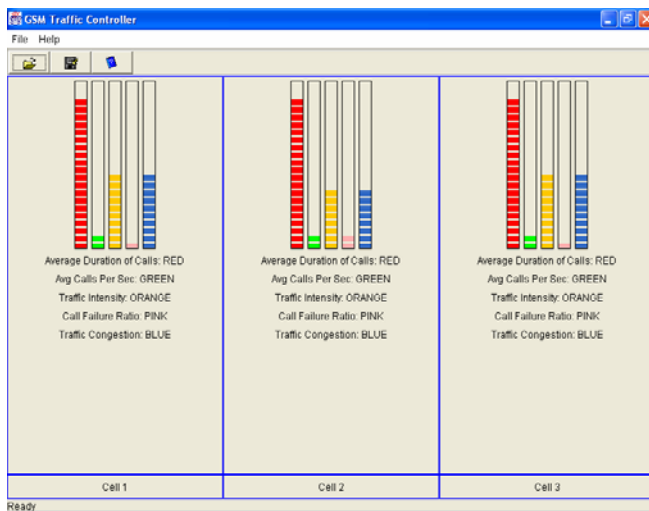 GSM Traffic Controller
File Help
Average Duration of Calls: RED
Avg Calls Per Sec: GREEN
Traffic Intensity: ORANGE
Call Failure Ratio: PINK
Traffic Congestion: BLUE
Cell 1
Average Duration of Calls: RED
Avg Calls Per Sec: GREEN
Traffic Intensity: ORANGE
Call Failure Ratio: PINK
Traffic Congestion: BLUE
Cell 2
Average Duration of Calls: RED
Avg Calls Per Sec: GREEN
Traffic Intensity: ORANGE
Call Failure Ratio: PINK
Traffic Congestion: BLUE
Cell 3
Ready